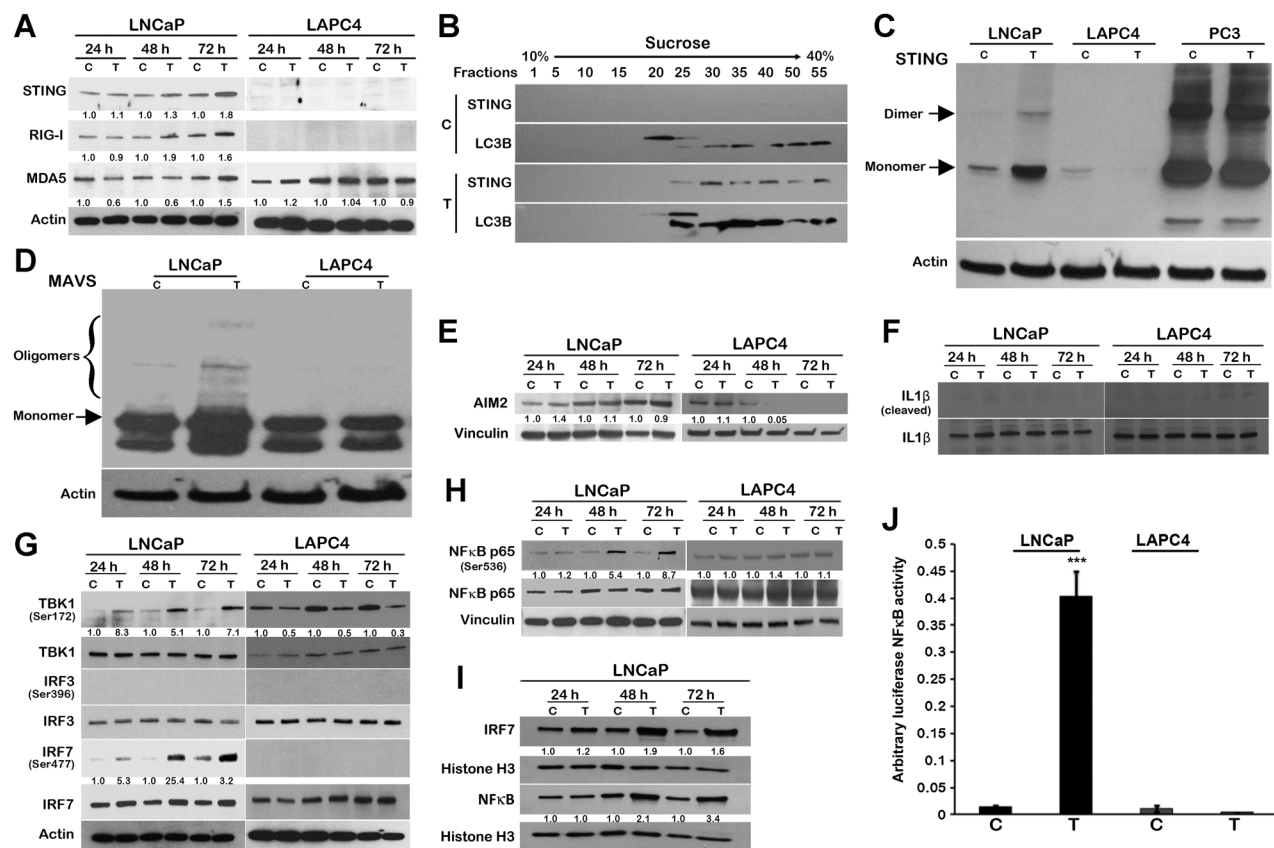 A
LNCaP LAPC4
24 h 48 h 72 h 24 h 48 h 72 h
C T C T C T C T C T C T
STING
1.0 1.1 1.0 1.3 1.0 1.8
RIG-I
1.0 0.9 1.0 1.9 1.0 1.6
MDA5
1.0 0.6 1.0 0.6 1.0 1.5 1.0 1.2 1.0 1.04 1.0 0.9
Actin
B
Sucrose
10% 40%
Fractions 1 5 10 15 20 25 30 35 40 50 55
C
STING
LC3B
T
STING
LC3B
C
LNCaP LAPC4 PC3
STING C T C T C T
Dimer
Monomer
Actin
D
LNCaP LAPC4
MAVS C T C T
Oligomers
Monomer
Actin
E
LNCaP LAPC4
24 h 48 h 72 h 24 h 48 h 72 h
C T C T C T C T C T C T
AIM2
1.0 1.4 1.0 1.1 1.0 0.9 1.0 1.1 1.0 0.05
Vinculin
F
LNCaP LAPC4
24 h 48 h 72 h 24 h 48 h 72 h
C T C T C T C T C T C T
IL1β
(cleaved)
IL1β
G
LNCaP LAPC4
24 h 48 h 72 h 24 h 48 h 72 h
C T C T C T C T C T C T
TBK1
(Ser172)
1.0 8.3 1.0 5.1 1.0 7.1 1.0 0.5 1.0 0.5 1.0 0.3
TBK1
IRF3
(Ser396)
IRF3
IRF7
(Ser477)
1.0 5.3 1.0 25.4 1.0 3.2
IRF7
Actin
H
LNCaP LAPC4
24 h 48 h 72 h 24 h 48 h 72 h
C T C T C T C T C T C T
NFκB p65
(Ser536)
1.0 1.2 1.0 5.4 1.0 8.7 1.0 1.0 1.0 1.4 1.0 1.1
NFκB p65
Vinculin
I
LNCaP
24 h 48 h 72 h
C T C T C T
IRF7
1.0 1.2 1.0 1.9 1.0 1.6
Histone H3
NFκB
1.0 1.0 1.0 2.1 1.0 3.4
Histone H3
J
Arbitrary luciferase NFκB activity
LNCaP LAPC4
***
0.5
0.45
0.4
0.35
0.3
0.25
0.2
0.15
0.1
0.05
0
C T C T